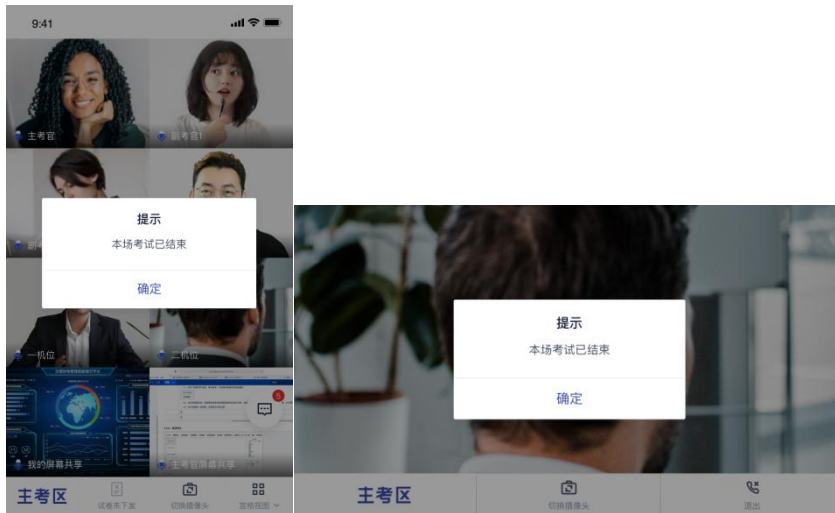 9:41
主考官
副考官1
副
提示
本场考试已结束
确定
一机位
二机位
5
我的屏幕共享
主考官屏幕共享
主考区
试卷未下发
切换摄像头
宫格视图
提示
本场考试已结束
确定
主考区
切换摄像头
退出